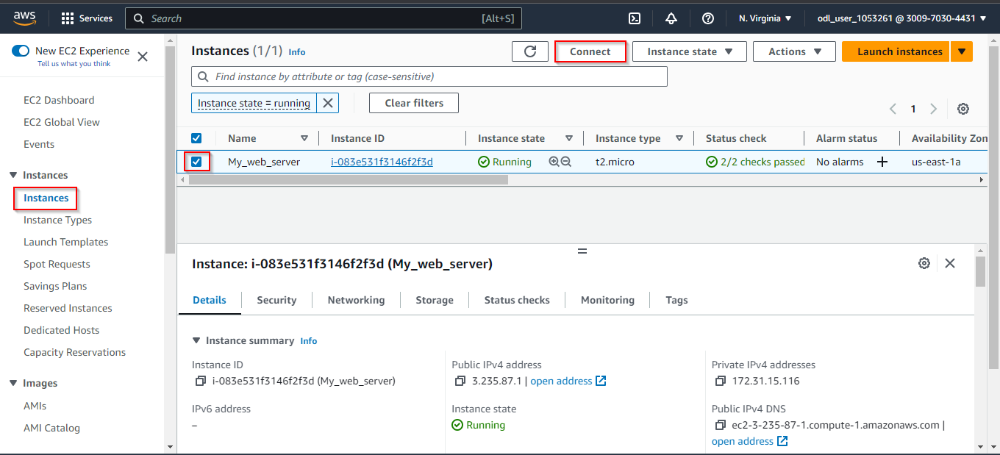 aws
Services
Search [Alt+S]
N. Virginia
odl_user_1053261 @ 3009-7030-4431
New EC2 Experience
Tell us what you think
EC2 Dashboard
EC2 Global View
Events
Instances
Instances
Instance Types
Launch Templates
Spot Requests
Savings Plans
Reserved Instances
Dedicated Hosts
Capacity Reservations
Images
AMIs
AMI Catalog
Instances (1/1) Info
Connect
Instance state
Actions
Launch instances
Find instance by attribute or tag (case-sensitive)
Instance state = running
Clear filters
1
Name Instance ID Instance state Instance type Status check Alarm status Availability Zon
My_web_server i-083e531f3146f2f3d Running t2.micro 2/2 checks passed No alarms + us-east-1a
Instance: i-083e531f3146f2f3d (My_web_server)
Details Security Networking Storage Status checks Monitoring Tags
Instance summary Info
Instance ID
i-083e531f3146f2f3d (My_web_server)
IPv6 address
–
Public IPv4 address
3.235.87.1 | open address
Instance state
Running
Private IPv4 addresses
172.31.15.116
Public IPv4 DNS
ec2-3-235-87-1.compute-1.amazonaws.com |
open address